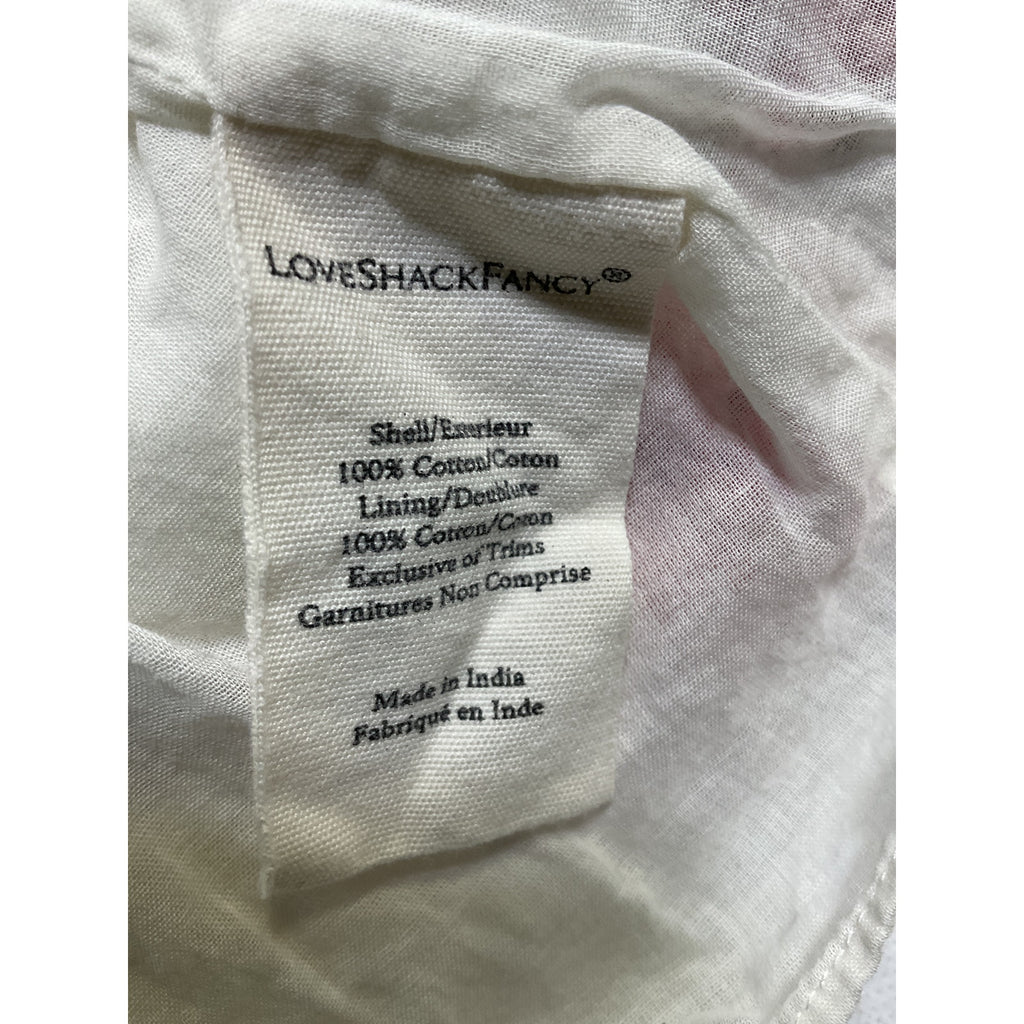 LoveShackFancy®
Shell/Exterieur
100% Cotton/Coton
Lining/Doublure
100% Cotton/Coton
Exclusive of Trims
Garnitures Non Comprise
Made in India
Fabriqué en Inde